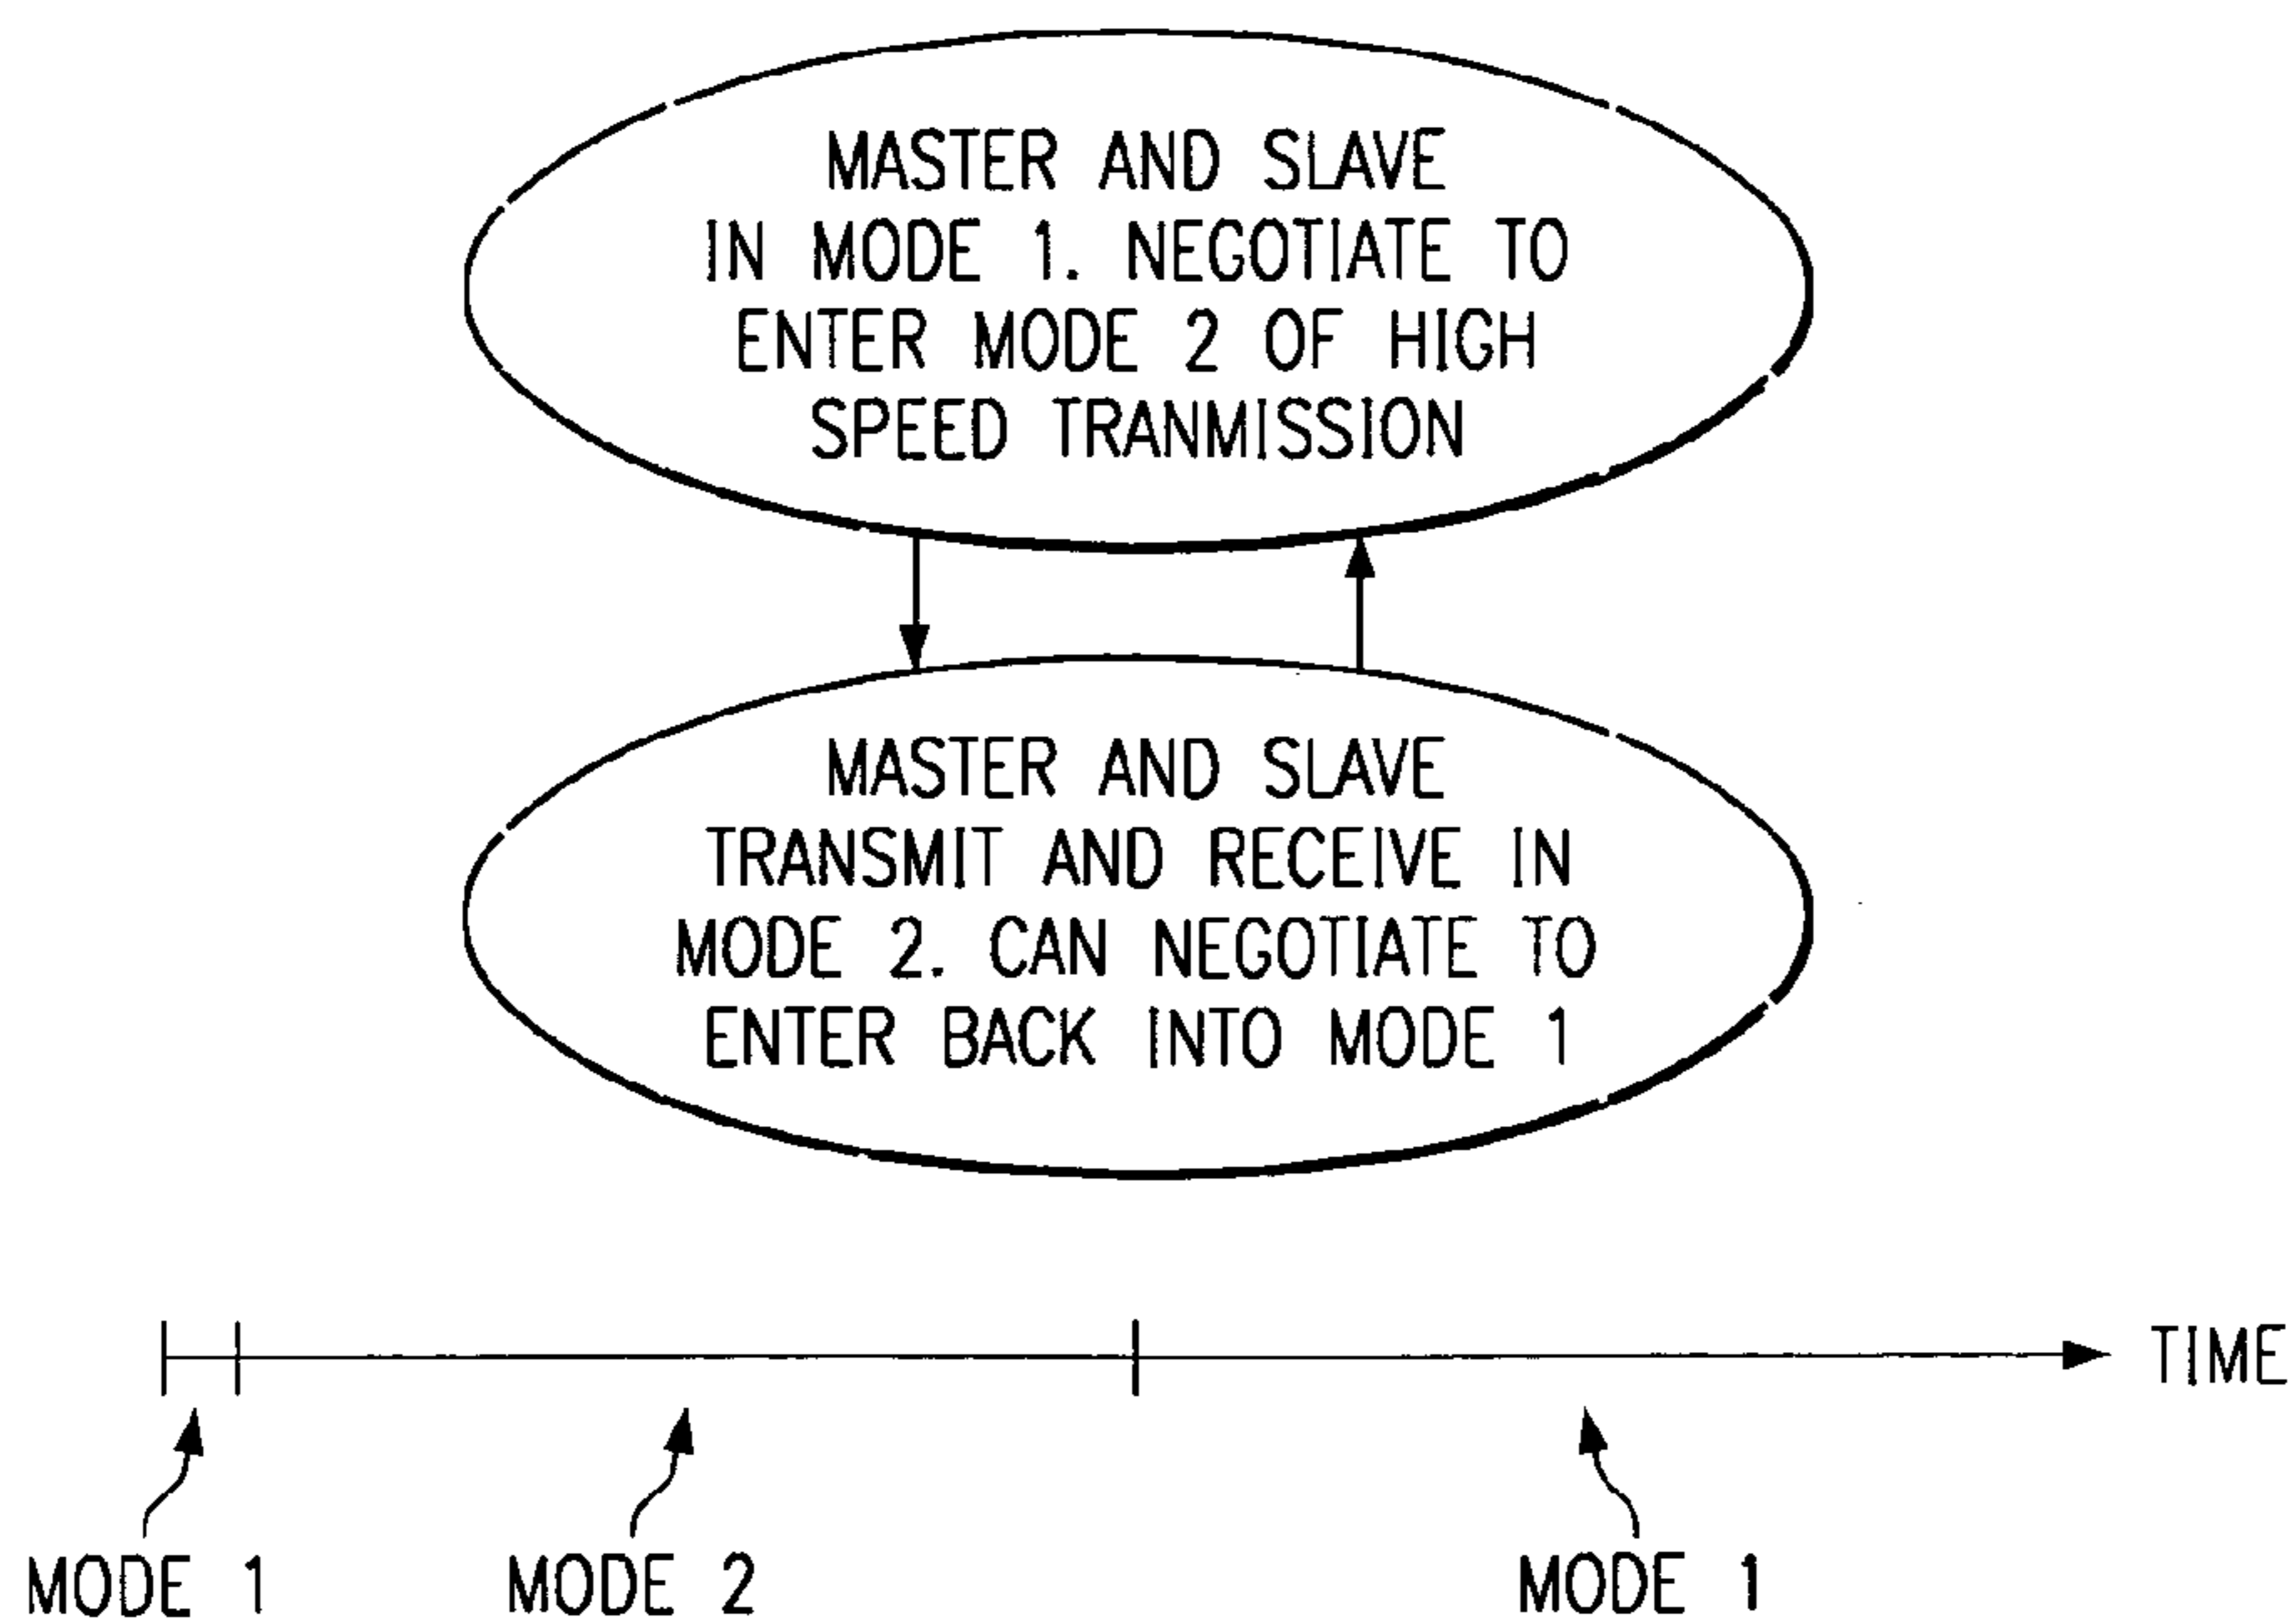 MASTER AND SLAVE
IN MODE 1. NEGOTIATE TO
ENTER MODE 2 OF HIGH
SPEED TRANMISSION
MASTER AND SLAVE
TRANSMIT AND RECEIVE IN
MODE 2. CAN NEGOTIATE TO
ENTER BACK INTO MODE 1
TIME
MODE 1
MODE 2
MODE 1